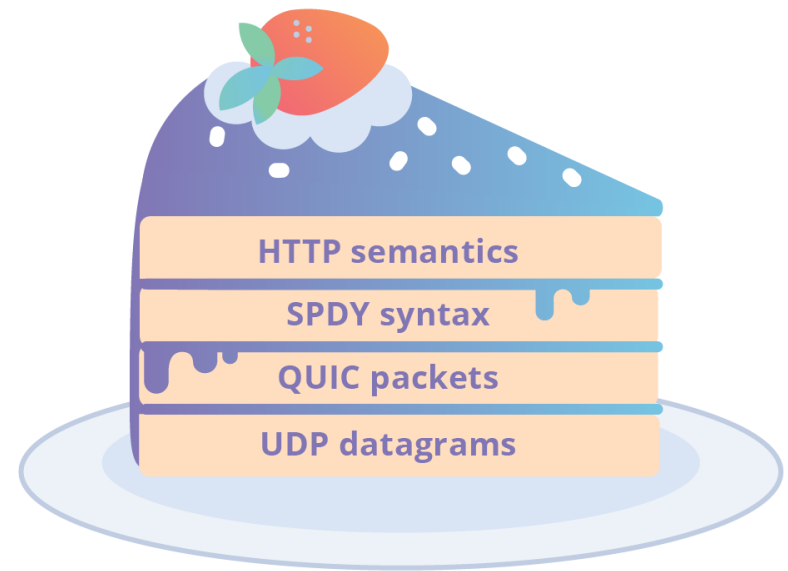 HTTP semantics
SPDY syntax
QUIC packets
UDP datagrams